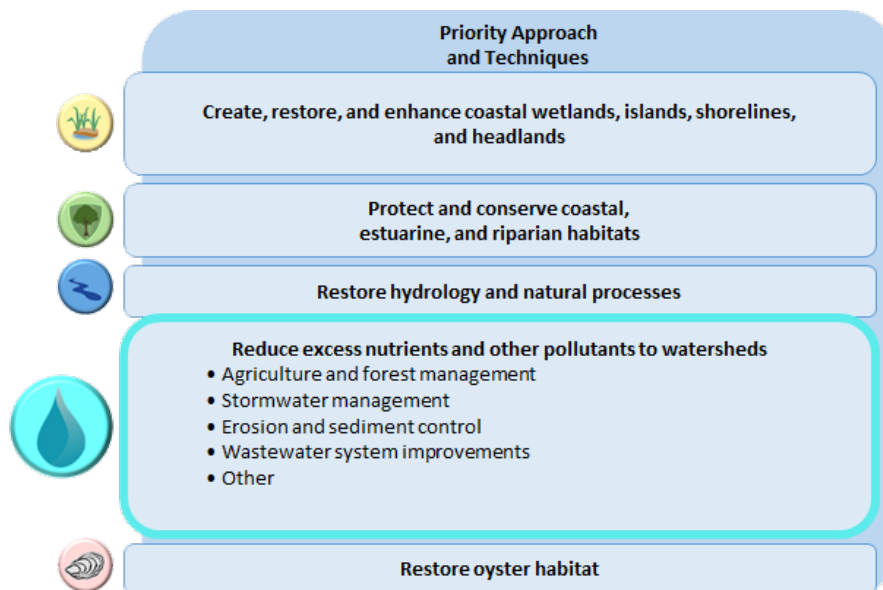 Priority Approach
and Techniques
Create, restore, and enhance coastal wetlands, islands, shorelines,
and headlands
Protect and conserve coastal,
estuarine, and riparian habitats
Restore hydrology and natural processes
Reduce excess nutrients and other pollutants to watersheds
• Agriculture and forest management
• Stormwater management
• Erosion and sediment control
• Wastewater system improvements
• Other
Restore oyster habitat